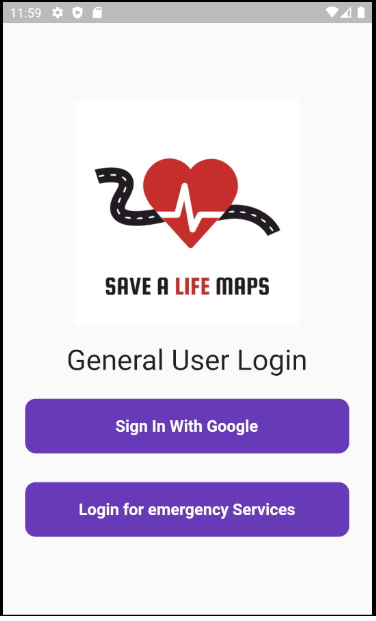 11:59
SAVE A LIFE MAPS
General User Login
Sign In With Google
Login for emergency Services